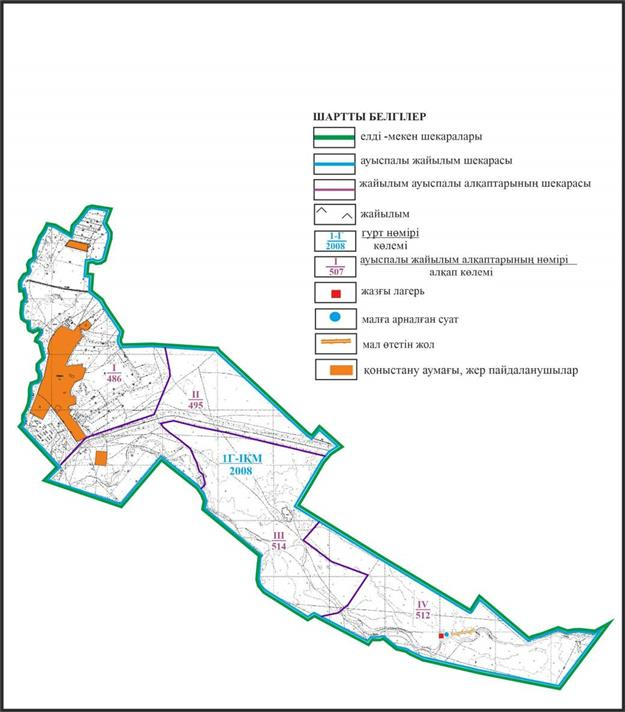 ШАРТТЫ БЕЛГІЛЕР
елді -мекен шекаралары
ауыспалы жайылым шекарасы
жайылым ауыспалы алқаптарының шекарасы
жайылым
1-Г
2008
гурт нөмірі
көлемі
I
507
ауыспалы жайылым алқаптарының нөмірі
алқап көлемі
жазғы лагерь
малға арналған суат
мал өтетін жол
қоныстану аумағы, жер пайдаланушылар
I
486
II
495
1Г-ІҚМ
2008
III
514
IV
512